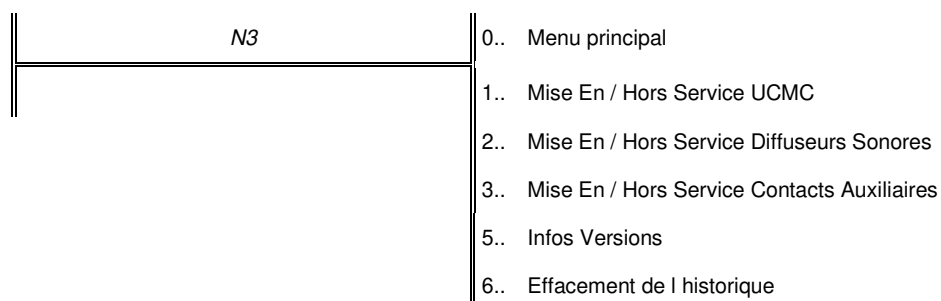 N3 0.. Menu principal
1.. Mise En / Hors Service UCMC
2.. Mise En / Hors Service Diffuseurs Sonores
3.. Mise En / Hors Service Contacts Auxiliaires
5.. Infos Versions
6.. Effacement de l historique